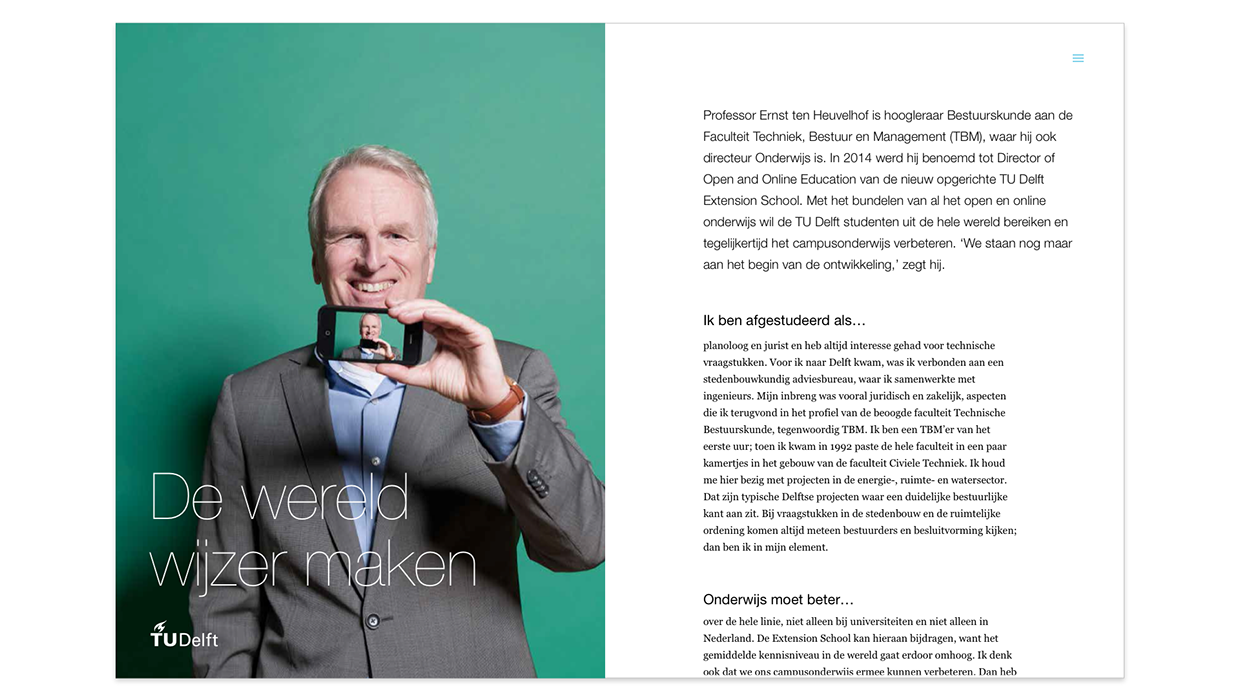 De wereld
wijzer maken
TUDelft
Professor Ernst ten Heuvelhof is hoogleraar Bestuurskunde aan de
Faculteit Techniek, Bestuur en Management (TBM), waar hij ook
directeur Onderwijs is. In 2014 werd hij benoemd tot Director of
Open and Online Education van de nieuw opgerichte TU Delft
Extension School. Met het bundelen van al het open en online
onderwijs wil de TU Delft studenten uit de hele wereld bereiken en
tegelijkertijd het campusonderwijs verbeteren. ‘We staan nog maar
aan het begin van de ontwikkeling,’ zegt hij.
Ik ben afgestudeerd als…
planoloog en jurist en heb altijd interesse gehad voor technische
vraagstukken. Voor ik naar Delft kwam, was ik verbonden aan een
stedenbouwkundig adviesbureau, waar ik samenwerkte met
ingenieurs. Mijn inbreng was vooral juridisch en zakelijk, aspecten
die ik terugvond in het profiel van de beoogde faculteit Technische
Bestuurskunde, tegenwoordig TBM. Ik ben een TBM’er van het
eerste uur; toen ik kwam in 1992 paste de hele faculteit in een paar
kamertjes in het gebouw van de faculteit Civiele Techniek. Ik houd
me hier bezig met projecten in de energie-, ruimte- en watersector.
Dat zijn typische Delftse projecten waar een duidelijke bestuurlijke
kant aan zit. Bij vraagstukken in de stedenbouw en de ruimtelijke
ordening komen altijd meteen bestuurders en besluitvorming kijken;
dan ben ik in mijn element.
Onderwijs moet beter…
over de hele linie, niet alleen bij universiteiten en niet alleen in
Nederland. De Extension School kan hieraan bijdragen, want het
gemiddelde kennisniveau in de wereld gaat erdoor omhoog. Ik denk
ook dat we ons campusonderwijs ermee kunnen verbeteren. Dan heb